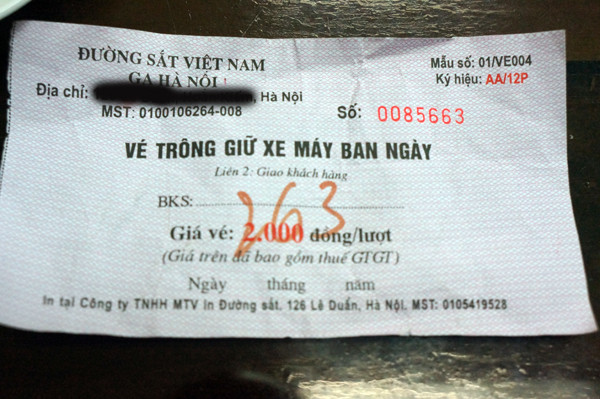 ĐƯỜNG SẮT VIỆT NAM
GA HÀ NỘI
Mẫu số: 01/VE004
Ký hiệu: AA/12P
Địa chỉ: , Hà Nội
MST: 0100106264-008
Số: 0085663
VÉ TRÔNG GIỮ XE MÁY BAN NGÀY
Liên 2: Giao khách hàng
BKS:
263
Giá vé: 2.000 đồng/lượt
(Giá trên đã bao gồm thuế GTGT)
Ngày tháng năm
In tại Công ty TNHH MTV In Đường sắt, 126 Lê Duẩn, Hà Nội. MST: 0105419528